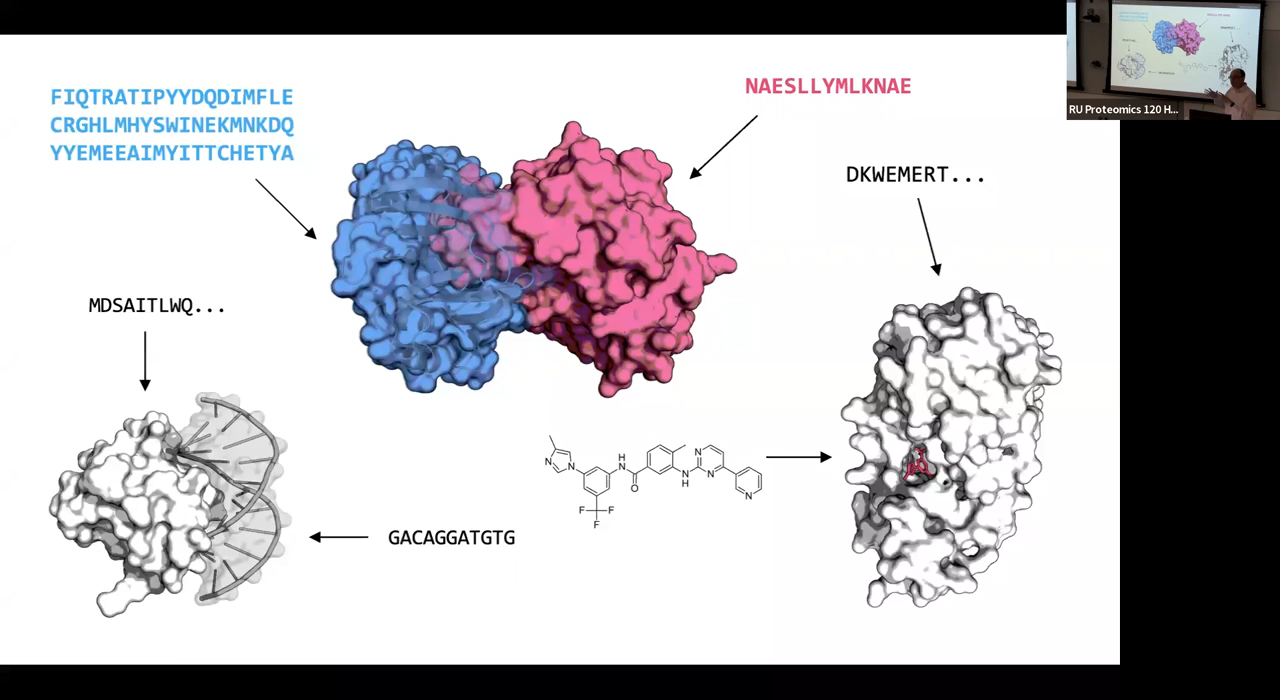 FIQTRATIPYYDQDIMFLE
CRGHLMHYSWINEKMNKDQ
YYEMEEAIMYITTCHETYA
NAESLLYMLKNAE
RU Proteomics 120 H...
DKWEMERT...
MDSAITLWQ...
N
N
H
N
O
F
F
F
N
H
N
N
N
GACAGGATGTG